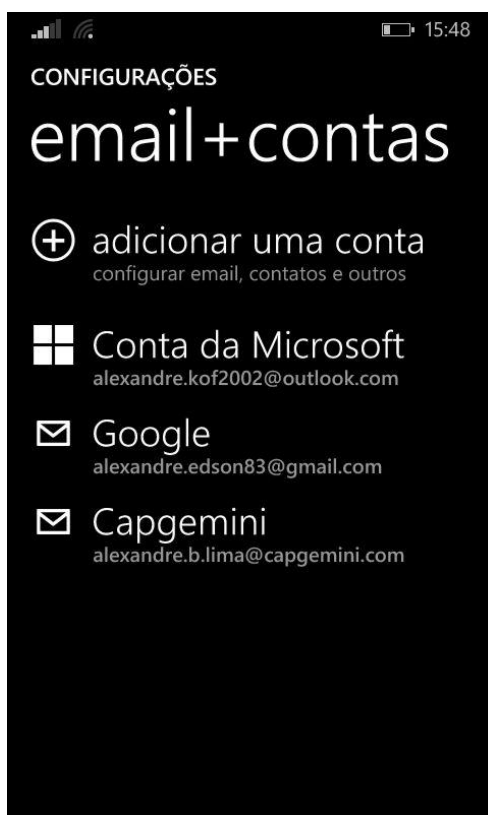 15:48
CONFIGURAÇÕES
email+contas
adicionar uma conta
configurar email, contatos e outros
Conta da Microsoft
alexandre.kof2002@outlook.com
Google
alexandre.edson83@gmail.com
Capgemini
alexandre.b.lima@capgemini.com